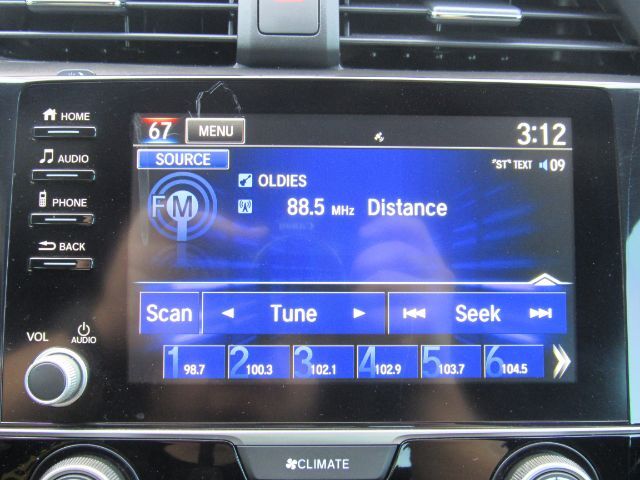 HOME
67 MENU 3:12
AUDIO
SOURCE "ST" TEXT 09
OLDIES
PHONE
FM 88.5 MHz Distance
BACK
Scan Tune Seek
VOL AUDIO
1 98.7 2 100.3 3 102.1 4 102.9 5 103.7 6 104.5
CLIMATE